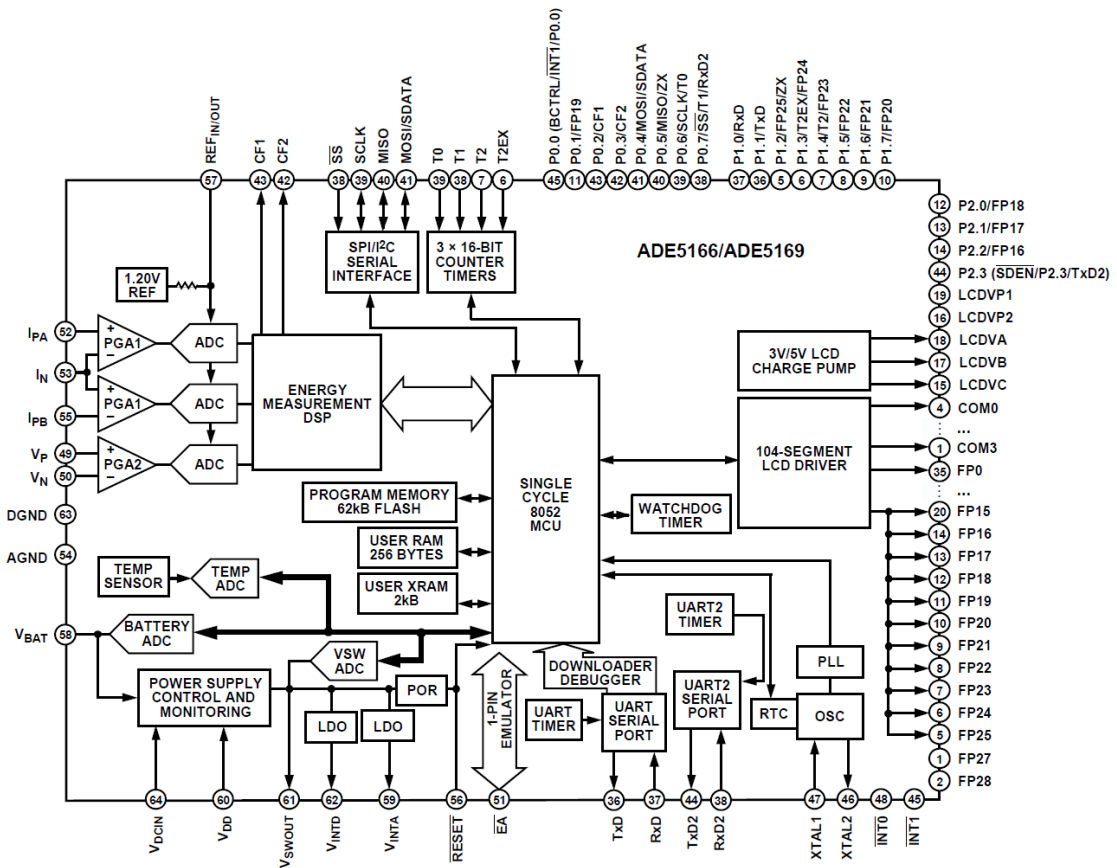 REFIN/OUT
CF1
CF2
SS
SCLK
MISO
MOSI/SDATA
T0
T1
T2
T2EX
P0.0 (BCTRL/INT1/P0.0)
P0.1/FP19
P0.2/CF1
P0.3/CF2
P0.4/MOSI/SDATA
P0.5/MISO/ZX
P0.6/SCLK/T0
P0.7/SS/T1/RxD2
P1.0/RxD
P1.1/TxD
P1.2/FP25/ZX
P1.3/T2EX/FP24
P1.4/T2/FP23
P1.5/FP22
P1.6/FP21
P1.7/FP20
57
43
42
38
39
40
41
39
38
7
6
45
11
43
42
41
40
39
38
37
36
5
6
7
8
9
10
ADE5166/ADE5169
12 P2.0/FP18
13 P2.1/FP17
14 P2.2/FP16
44 P2.3 (SDEN/P2.3/TxD2)
19 LCDVP1
16 LCDVP2
18 LCDVA
17 LCDVB
15 LCDVC
4 COM0
...
1 COM3
35 FP0
...
20 FP15
14 FP16
13 FP17
12 FP18
11 FP19
10 FP20
9 FP21
8 FP22
7 FP23
6 FP24
5 FP25
1 FP27
2 FP28
SPI/I2C
SERIAL
INTERFACE
3 × 16-BIT
COUNTER
TIMERS
1.20V
REF
IPA 52
IN 53
IPB 55
VP 49
VN 50
DGND 63
AGND 54
VBAT 58
+
PGA1
−
+
PGA1
−
+
PGA2
−
ADC
ADC
ADC
ENERGY
MEASUREMENT
DSP
3V/5V LCD
CHARGE PUMP
104-SEGMENT
LCD DRIVER
SINGLE
CYCLE
8052
MCU
PROGRAM MEMORY
62kB FLASH
USER RAM
256 BYTES
USER XRAM
2kB
WATCHDOG
TIMER
TEMP
SENSOR
TEMP
ADC
BATTERY
ADC
VSW
ADC
POWER SUPPLY
CONTROL AND
MONITORING
LDO
LDO
POR
1-PIN
EMULATOR
DOWNLOADER
DEBUGGER
UART
TIMER
UART
SERIAL
PORT
UART2
TIMER
UART2
SERIAL
PORT
PLL
RTC
OSC
64
60
61
62
59
56
51
36
37
44
38
47
46
48
45
VDCIN
VDD
VSWOUT
VINTD
VINTA
RESET
EA
TxD
RxD
TxD2
RxD2
XTAL1
XTAL2
INT0
INT1